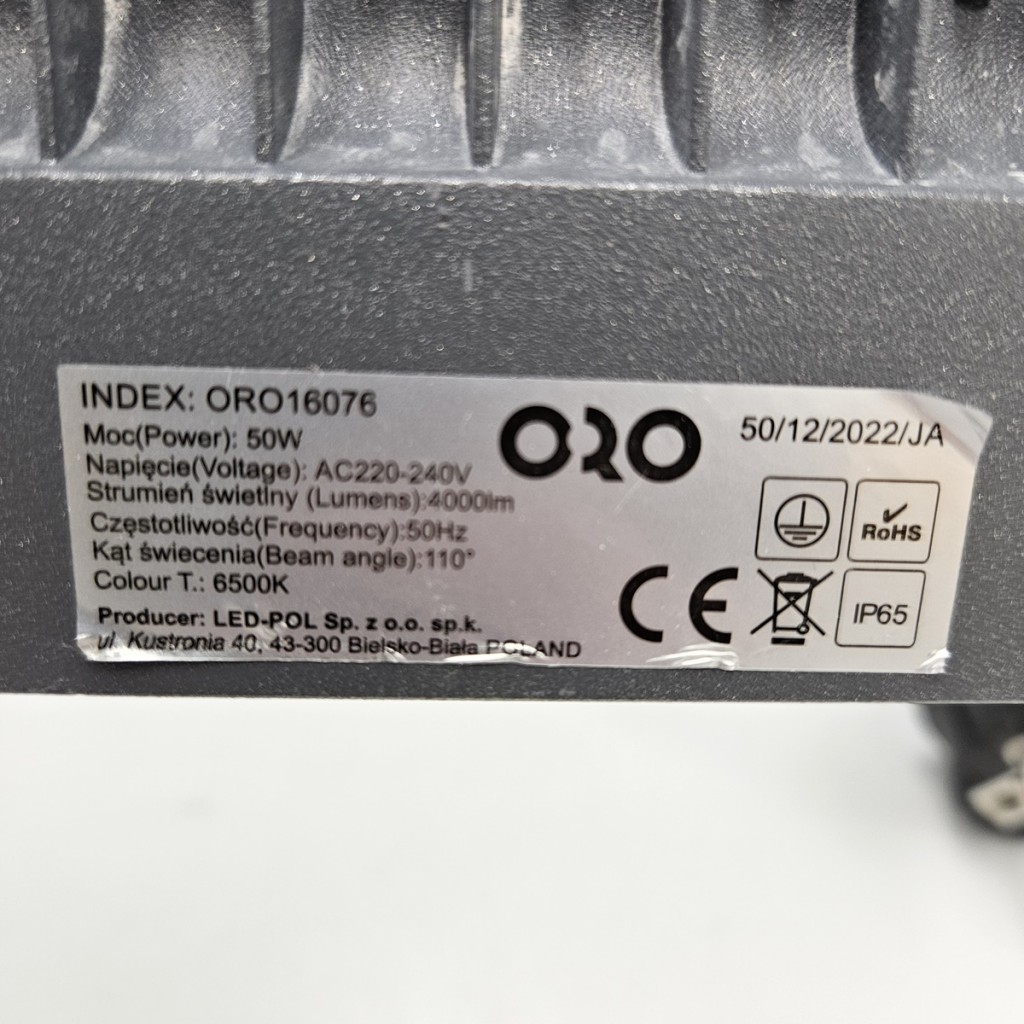 INDEX: ORO16076
Moc(Power): 50W
Napięcie(Voltage): AC220-240V
Strumień świetlny (Lumens):4000lm
Częstotliwość(Frequency):50Hz
Kąt świecenia(Beam angle):110°
Colour T.: 6500K
Producer: LED-POL Sp. z o.o. sp.k.
ul. Kustronia 40, 43-300 Bielsko-Biała POLAND
ORO
50/12/2022/JA
RoHS
CE
IP65